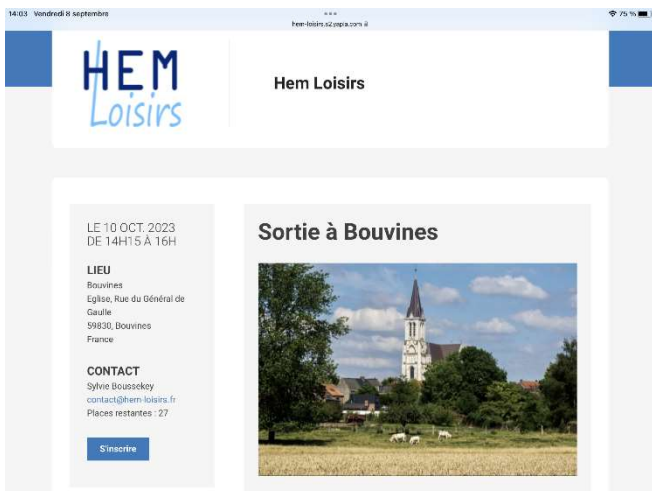 14:03 Vendredi 8 septembre
75 %
hem-loisirs.s2.yapla.com
HEM
Loisirs
Hem Loisirs
LE 10 OCT. 2023
DE 14H15 À 16H
LIEU
Bouvines
Eglise, Rue du Général de
Gaulle
59830, Bouvines
France
CONTACT
Sylvie Boussekey
contact@hem-loisirs.fr
Places restantes : 27
S'inscrire
Sortie à Bouvines